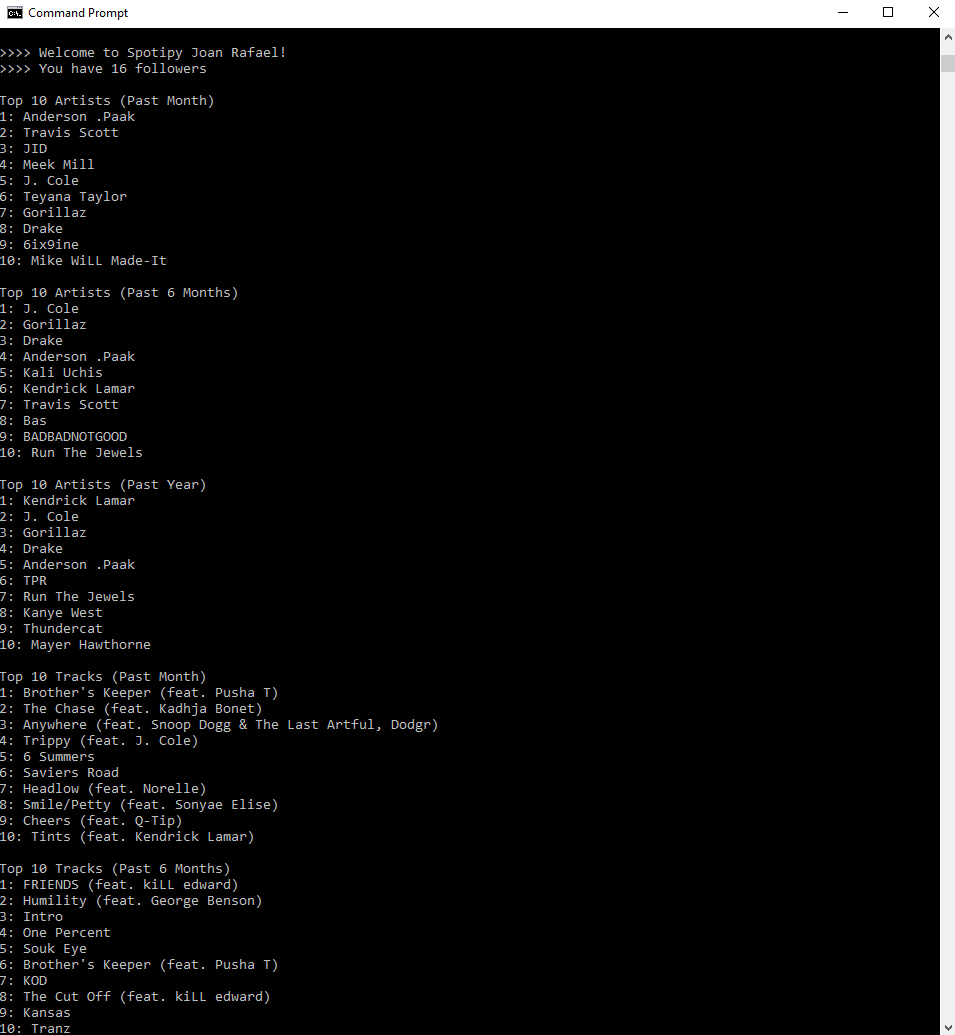 Command Prompt
>>>> Welcome to Spotipy Joan Rafael!
>>>> You have 16 followers
Top 10 Artists (Past Month)
1: Anderson .Paak
2: Travis Scott
3: JID
4: Meek Mill
5: J. Cole
6: Teyana Taylor
7: Gorillaz
8: Drake
9: 6ix9ine
10: Mike WiLL Made-It
Top 10 Artists (Past 6 Months)
1: J. Cole
2: Gorillaz
3: Drake
4: Anderson .Paak
5: Kali Uchis
6: Kendrick Lamar
7: Travis Scott
8: Bas
9: BADBADNOTGOOD
10: Run The Jewels
Top 10 Artists (Past Year)
1: Kendrick Lamar
2: J. Cole
3: Gorillaz
4: Drake
5: Anderson .Paak
6: TPR
7: Run The Jewels
8: Kanye West
9: Thundercat
10: Mayer Hawthorne
Top 10 Tracks (Past Month)
1: Brother's Keeper (feat. Pusha T)
2: The Chase (feat. Kadhja Bonet)
3: Anywhere (feat. Snoop Dogg & The Last Artful, Dodgr)
4: Trippy (feat. J. Cole)
5: 6 Summers
6: Saviers Road
7: Headlow (feat. Norelle)
8: Smile/Petty (feat. Sonyae Elise)
9: Cheers (feat. Q-Tip)
10: Tints (feat. Kendrick Lamar)
Top 10 Tracks (Past 6 Months)
1: FRIENDS (feat. kiLL edward)
2: Humility (feat. George Benson)
3: Intro
4: One Percent
5: Souk Eye
6: Brother's Keeper (feat. Pusha T)
7: KOD
8: The Cut Off (feat. kiLL edward)
9: Kansas
10: Tranz